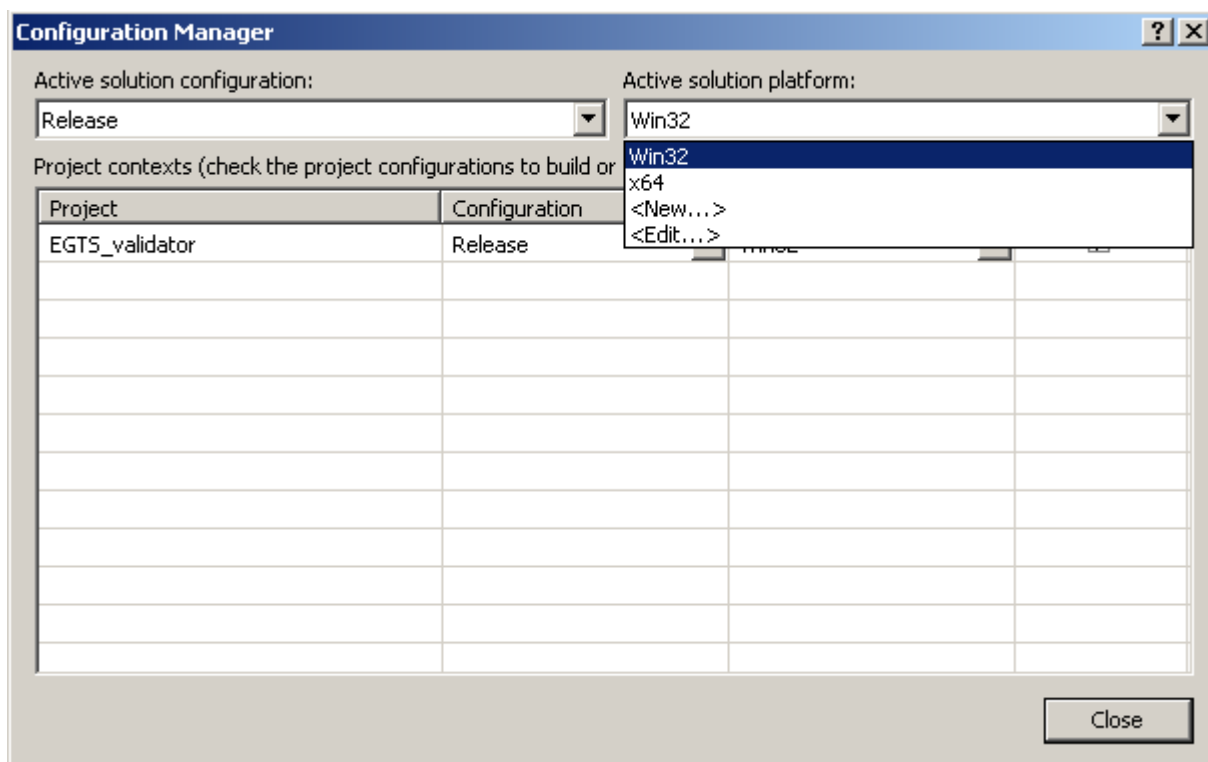 Configuration Manager
Active solution configuration: Active solution platform:
Release Win32
Project contexts (check the project configurations to build or
Win32
x64
<New...>
<Edit...>
Project Configuration
EGTS_validator Release
Close